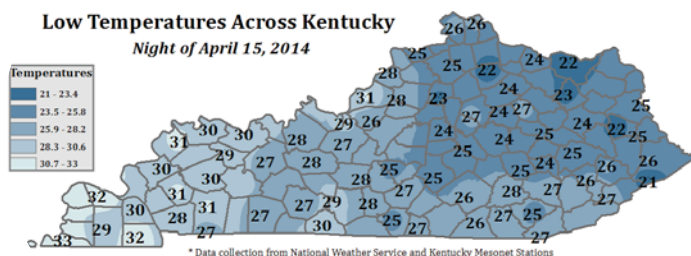 Low Temperatures Across Kentucky
Night of April 15, 2014
Temperatures
21 - 23.4
23.5 - 25.8
25.9 - 28.2
28.3 - 30.6
30.7 - 33
26 26
25 24 22
28 25 22
31 28 23 24 23
29 26 27 24 27 25
30 30 24 24 22
31 28 27 24 25 25
29 27 28 25 25 26
30 30 28 25 25 24 26 21
32 31 27 29 27 28 27 26 27
30 31 27 27 28 26 27 25
29 28 27 30 25 27 26 27
33 32
* Data collection from National Weather Service and Kentucky Mesonet Stations